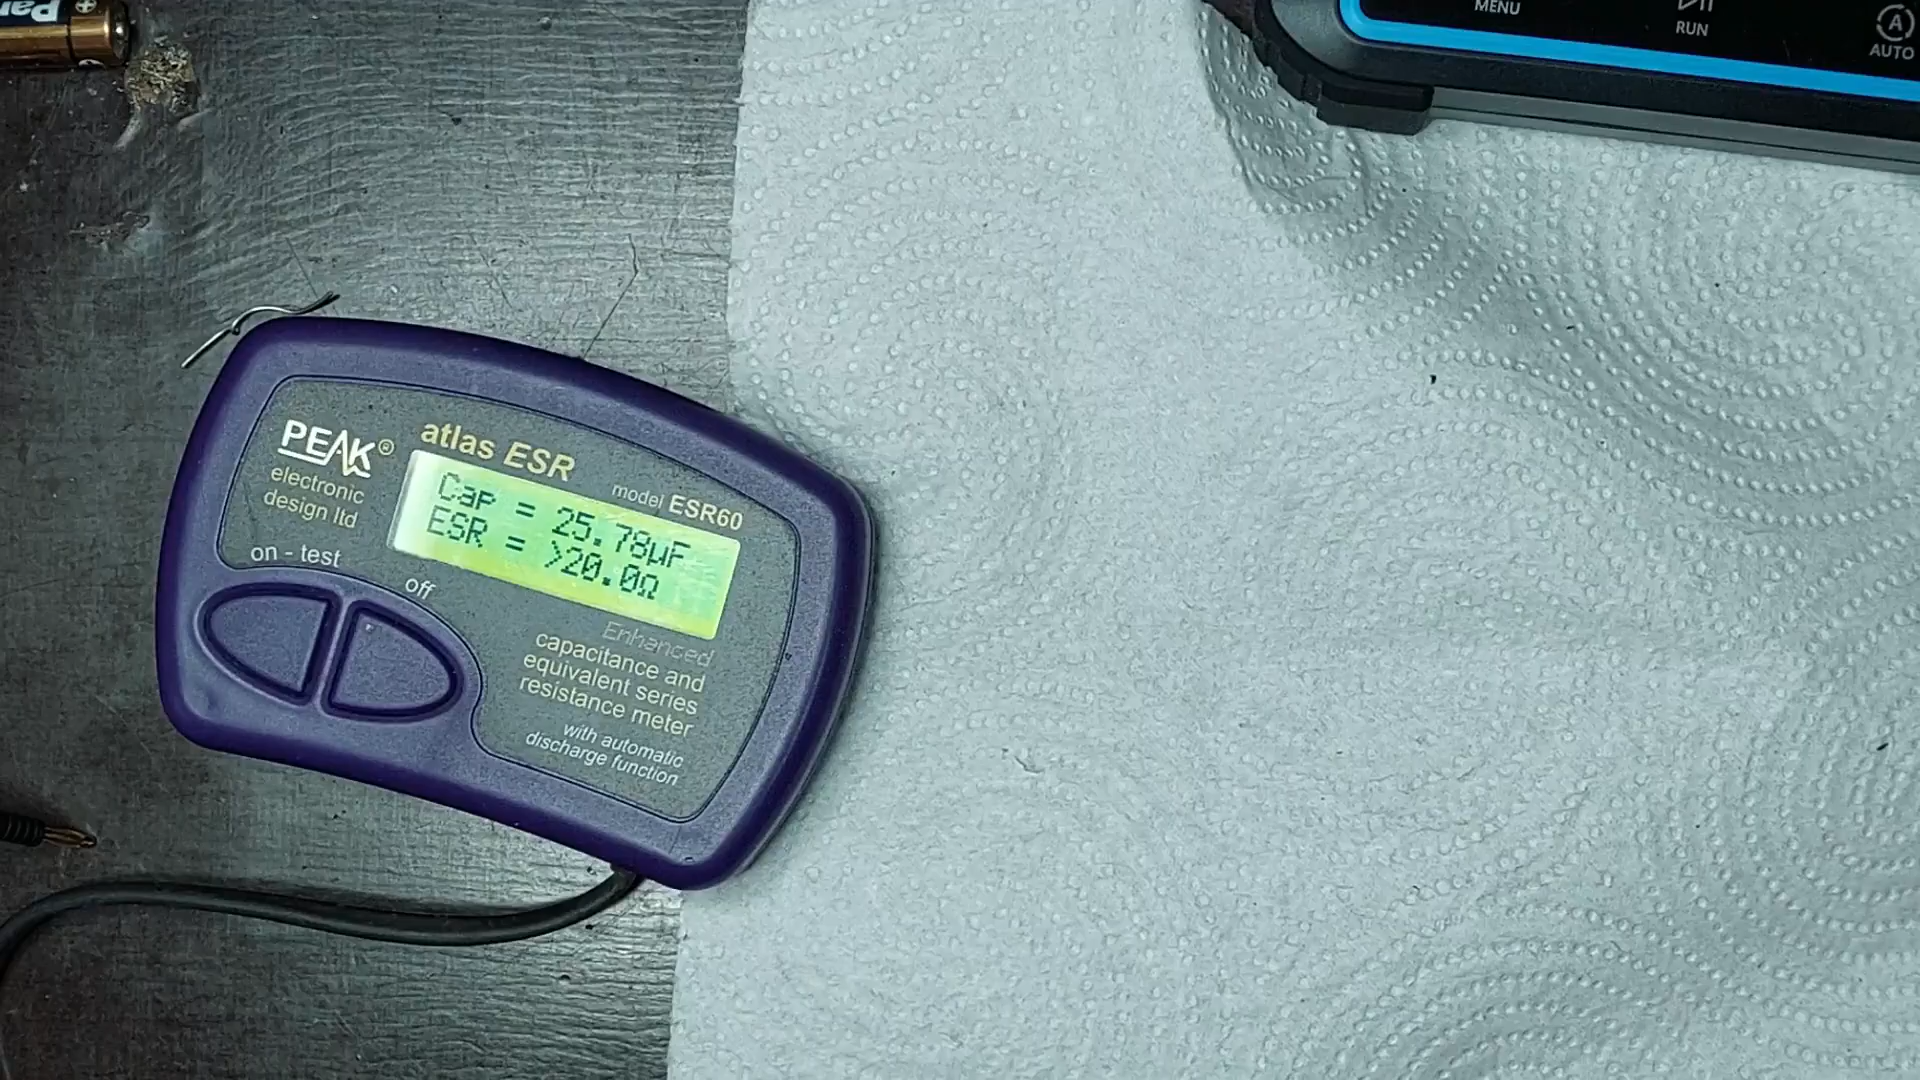 Pa
+
MENU
RUN
A
AUTO
PEAK®
electronic
design ltd
atlas ESR
model ESR60
Cap = 25.78µF
ESR = >20.0Ω
on - test
off
Enhanced
capacitance and
equivalent series
resistance meter
with automatic
discharge function